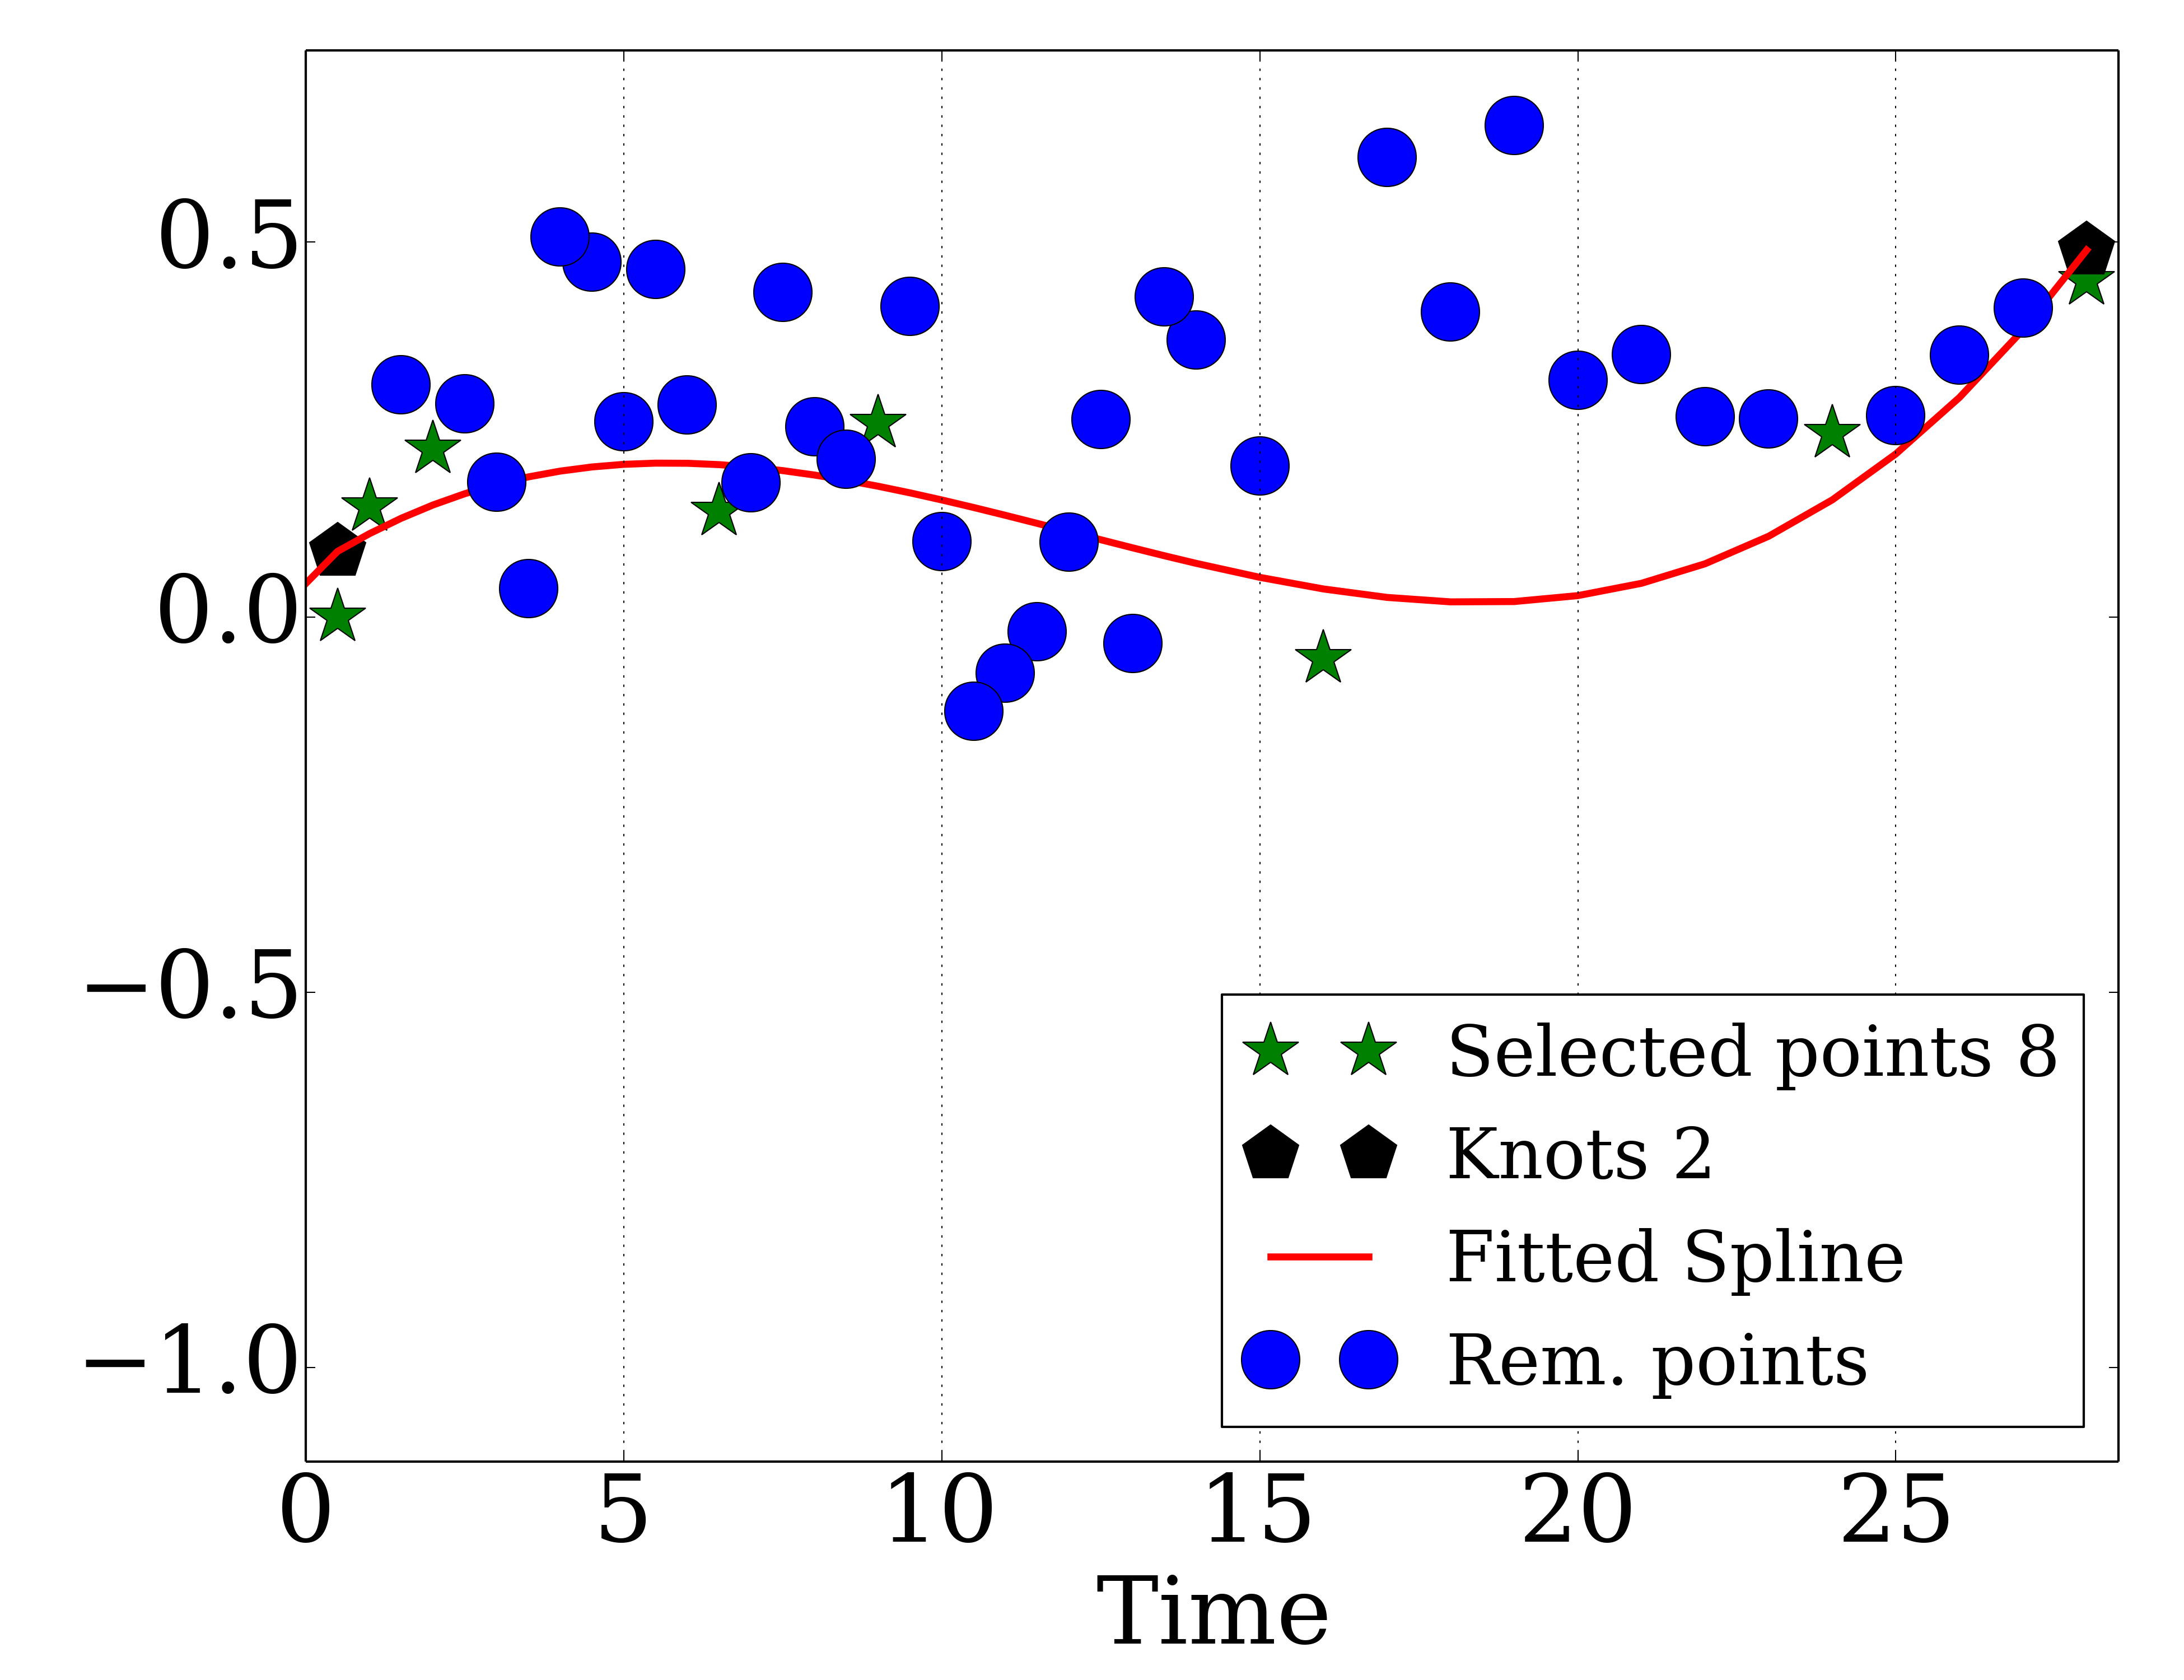 0.5
0.0
−0.5
−1.0
Selected points 8
Knots 2
Fitted Spline
Rem. points
0 5 10 15 20 25
Time